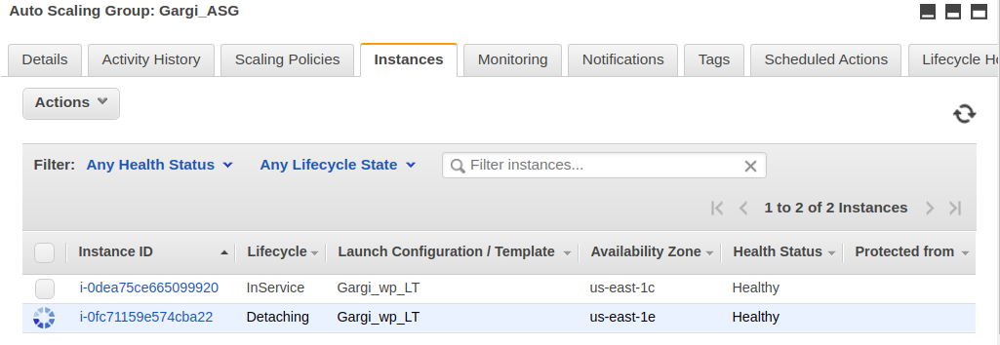 Auto Scaling Group: Gargi_ASG
Details Activity History Scaling Policies Instances Monitoring Notifications Tags Scheduled Actions Lifecycle Ho
Actions
Filter: Any Health Status Any Lifecycle State Filter instances...
1 to 2 of 2 Instances
Instance ID Lifecycle Launch Configuration / Template Availability Zone Health Status Protected from
i-0dea75ce665099920 InService Gargi_wp_LT us-east-1c Healthy
i-0fc71159e574cba22 Detaching Gargi_wp_LT us-east-1e Healthy